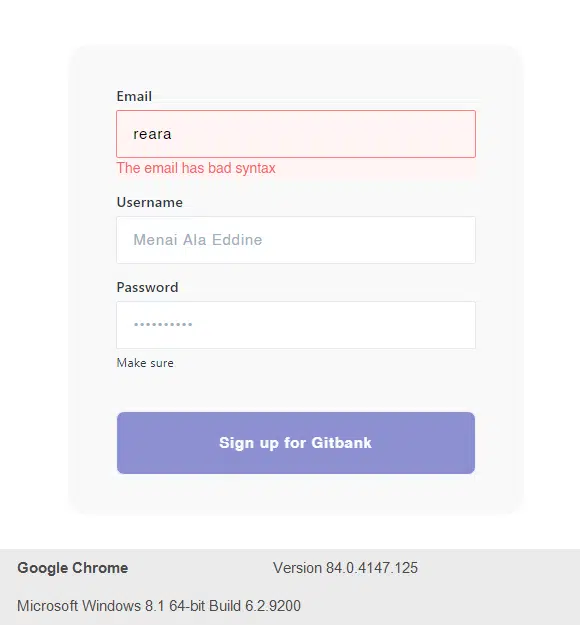 Email
reara
The email has bad syntax
Username
Menai Ala Eddine
Password
••••••••••
Make sure
Sign up for Gitbank
Google Chrome Version 84.0.4147.125
Microsoft Windows 8.1 64-bit Build 6.2.9200